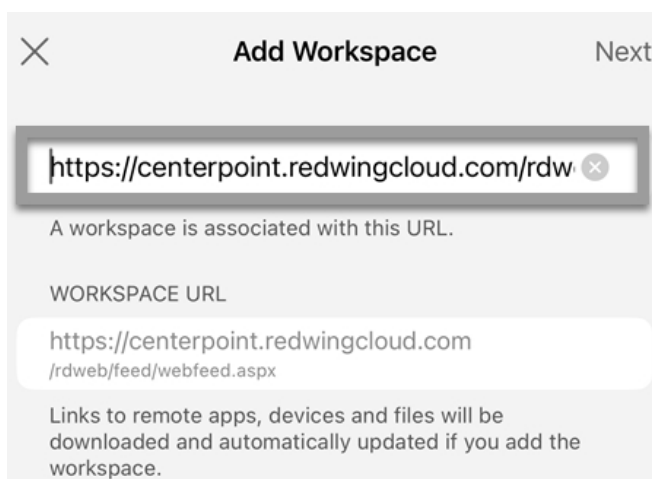 Add Workspace
Next
https://centerpoint.redwingcloud.com/rdw
A workspace is associated with this URL.
WORKSPACE URL
https://centerpoint.redwingcloud.com
/rdweb/feed/webfeed.aspx
Links to remote apps, devices and files will be
downloaded and automatically updated if you add the
workspace.